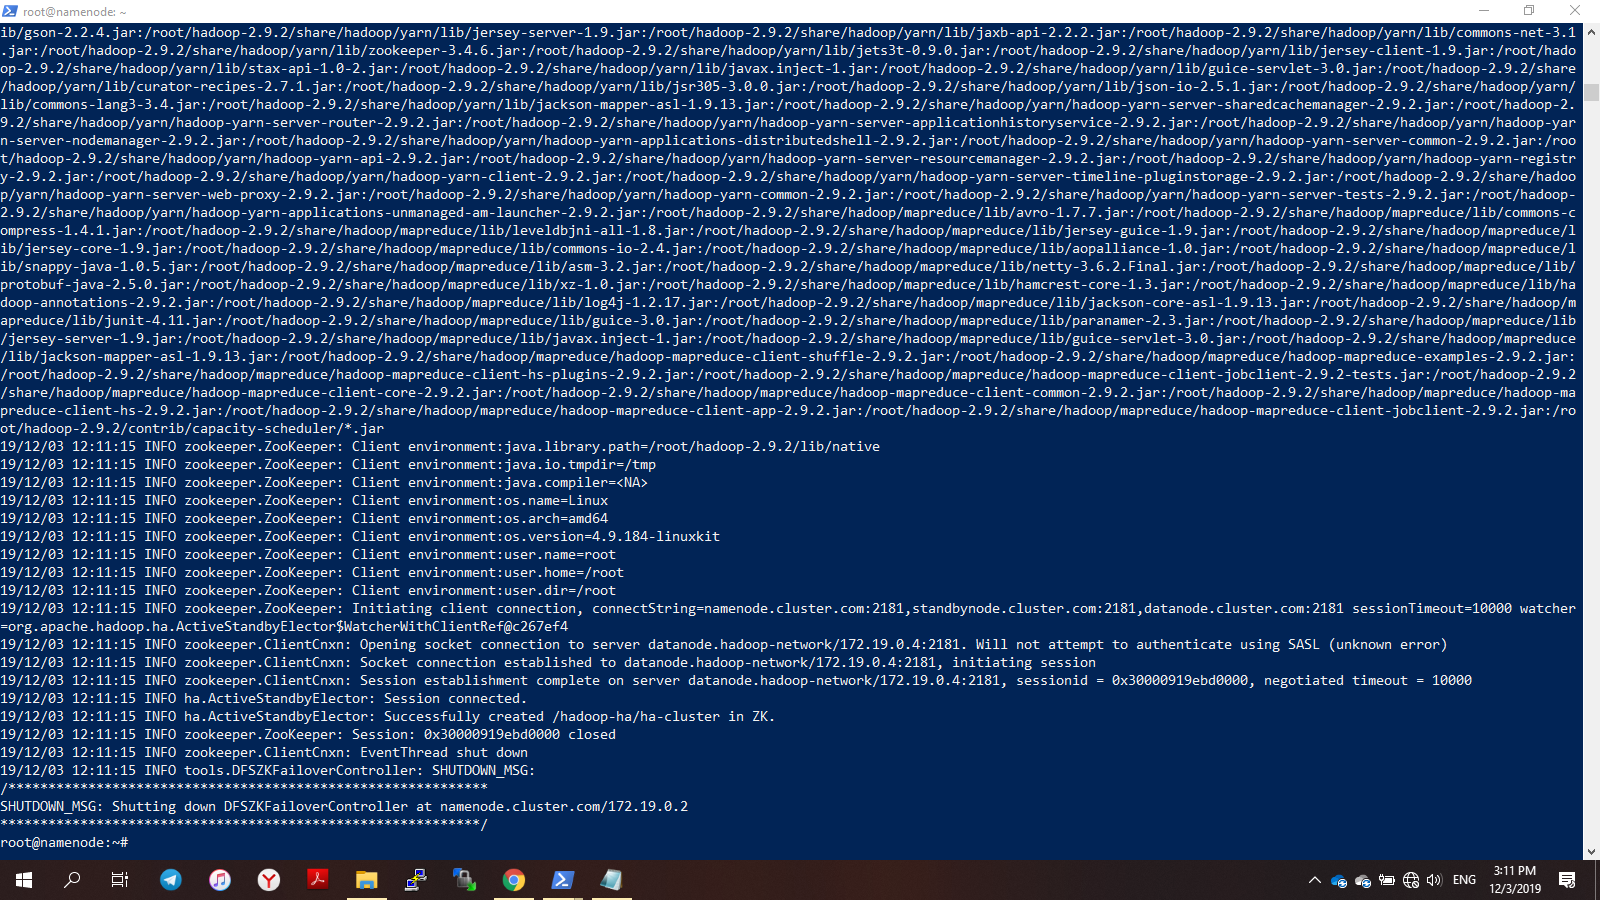 root@namenode: ~
ib/gson-2.2.4.jar:/root/hadoop-2.9.2/share/hadoop/yarn/lib/jersey-server-1.9.jar:/root/hadoop-2.9.2/share/hadoop/yarn/lib/jaxb-api-2.2.2.jar:/root/hadoop-2.9.2/share/hadoop/yarn/lib/commons-net-3.1
.jar:/root/hadoop-2.9.2/share/hadoop/yarn/lib/zookeeper-3.4.6.jar:/root/hadoop-2.9.2/share/hadoop/yarn/lib/jets3t-0.9.0.jar:/root/hadoop-2.9.2/share/hadoop/yarn/lib/jersey-client-1.9.jar:/root/hado
op-2.9.2/share/hadoop/yarn/lib/stax-api-1.0-2.jar:/root/hadoop-2.9.2/share/hadoop/yarn/lib/javax.inject-1.jar:/root/hadoop-2.9.2/share/hadoop/yarn/lib/guice-servlet-3.0.jar:/root/hadoop-2.9.2/share
/hadoop/yarn/lib/curator-recipes-2.7.1.jar:/root/hadoop-2.9.2/share/hadoop/yarn/lib/jsr305-3.0.0.jar:/root/hadoop-2.9.2/share/hadoop/yarn/lib/json-io-2.5.1.jar:/root/hadoop-2.9.2/share/hadoop/yarn/
lib/commons-lang3-3.4.jar:/root/hadoop-2.9.2/share/hadoop/yarn/lib/jackson-mapper-asl-1.9.13.jar:/root/hadoop-2.9.2/share/hadoop/yarn/hadoop-yarn-server-sharedcachemanager-2.9.2.jar:/root/hadoop-2.
9.2/share/hadoop/yarn/hadoop-yarn-server-router-2.9.2.jar:/root/hadoop-2.9.2/share/hadoop/yarn/hadoop-yarn-server-applicationhistoryservice-2.9.2.jar:/root/hadoop-2.9.2/share/hadoop/yarn/hadoop-yar
n-server-nodemanager-2.9.2.jar:/root/hadoop-2.9.2/share/hadoop/yarn/hadoop-yarn-applications-distributedshell-2.9.2.jar:/root/hadoop-2.9.2/share/hadoop/yarn/hadoop-yarn-server-common-2.9.2.jar:/roo
t/hadoop-2.9.2/share/hadoop/yarn/hadoop-yarn-api-2.9.2.jar:/root/hadoop-2.9.2/share/hadoop/yarn/hadoop-yarn-server-resourcemanager-2.9.2.jar:/root/hadoop-2.9.2/share/hadoop/yarn/hadoop-yarn-registr
y-2.9.2.jar:/root/hadoop-2.9.2/share/hadoop/yarn/hadoop-yarn-client-2.9.2.jar:/root/hadoop-2.9.2/share/hadoop/yarn/hadoop-yarn-server-timeline-pluginstorage-2.9.2.jar:/root/hadoop-2.9.2/share/hadoo
p/yarn/hadoop-yarn-server-web-proxy-2.9.2.jar:/root/hadoop-2.9.2/share/hadoop/yarn/hadoop-yarn-common-2.9.2.jar:/root/hadoop-2.9.2/share/hadoop/yarn/hadoop-yarn-server-tests-2.9.2.jar:/root/hadoop-
2.9.2/share/hadoop/yarn/hadoop-yarn-applications-unmanaged-am-launcher-2.9.2.jar:/root/hadoop-2.9.2/share/hadoop/mapreduce/lib/avro-1.7.7.jar:/root/hadoop-2.9.2/share/hadoop/mapreduce/lib/commons-c
ompress-1.4.1.jar:/root/hadoop-2.9.2/share/hadoop/mapreduce/lib/leveldbjni-all-1.8.jar:/root/hadoop-2.9.2/share/hadoop/mapreduce/lib/jersey-guice-1.9.jar:/root/hadoop-2.9.2/share/hadoop/mapreduce/l
ib/jersey-core-1.9.jar:/root/hadoop-2.9.2/share/hadoop/mapreduce/lib/commons-io-2.4.jar:/root/hadoop-2.9.2/share/hadoop/mapreduce/lib/aopalliance-1.0.jar:/root/hadoop-2.9.2/share/hadoop/mapreduce/l
ib/snappy-java-1.0.5.jar:/root/hadoop-2.9.2/share/hadoop/mapreduce/lib/asm-3.2.jar:/root/hadoop-2.9.2/share/hadoop/mapreduce/lib/netty-3.6.2.Final.jar:/root/hadoop-2.9.2/share/hadoop/mapreduce/lib/
protobuf-java-2.5.0.jar:/root/hadoop-2.9.2/share/hadoop/mapreduce/lib/xz-1.0.jar:/root/hadoop-2.9.2/share/hadoop/mapreduce/lib/hamcrest-core-1.3.jar:/root/hadoop-2.9.2/share/hadoop/mapreduce/lib/ha
doop-annotations-2.9.2.jar:/root/hadoop-2.9.2/share/hadoop/mapreduce/lib/log4j-1.2.17.jar:/root/hadoop-2.9.2/share/hadoop/mapreduce/lib/jackson-core-asl-1.9.13.jar:/root/hadoop-2.9.2/share/hadoop/m
apreduce/lib/junit-4.11.jar:/root/hadoop-2.9.2/share/hadoop/mapreduce/lib/guice-3.0.jar:/root/hadoop-2.9.2/share/hadoop/mapreduce/lib/paranamer-2.3.jar:/root/hadoop-2.9.2/share/hadoop/mapreduce/lib
/jersey-server-1.9.jar:/root/hadoop-2.9.2/share/hadoop/mapreduce/lib/javax.inject-1.jar:/root/hadoop-2.9.2/share/hadoop/mapreduce/lib/guice-servlet-3.0.jar:/root/hadoop-2.9.2/share/hadoop/mapreduce
/lib/jackson-mapper-asl-1.9.13.jar:/root/hadoop-2.9.2/share/hadoop/mapreduce/hadoop-mapreduce-client-shuffle-2.9.2.jar:/root/hadoop-2.9.2/share/hadoop/mapreduce/hadoop-mapreduce-examples-2.9.2.jar:
/root/hadoop-2.9.2/share/hadoop/mapreduce/hadoop-mapreduce-client-hs-plugins-2.9.2.jar:/root/hadoop-2.9.2/share/hadoop/mapreduce/hadoop-mapreduce-client-jobclient-2.9.2-tests.jar:/root/hadoop-2.9.2
/share/hadoop/mapreduce/hadoop-mapreduce-client-core-2.9.2.jar:/root/hadoop-2.9.2/share/hadoop/mapreduce/hadoop-mapreduce-client-common-2.9.2.jar:/root/hadoop-2.9.2/share/hadoop/mapreduce/hadoop-ma
preduce-client-hs-2.9.2.jar:/root/hadoop-2.9.2/share/hadoop/mapreduce/hadoop-mapreduce-client-app-2.9.2.jar:/root/hadoop-2.9.2/share/hadoop/mapreduce/hadoop-mapreduce-client-jobclient-2.9.2.jar:/ro
ot/hadoop-2.9.2/contrib/capacity-scheduler/*.jar
19/12/03 12:11:15 INFO zookeeper.ZooKeeper: Client environment:java.library.path=/root/hadoop-2.9.2/lib/native
19/12/03 12:11:15 INFO zookeeper.ZooKeeper: Client environment:java.io.tmpdir=/tmp
19/12/03 12:11:15 INFO zookeeper.ZooKeeper: Client environment:java.compiler=<NA>
19/12/03 12:11:15 INFO zookeeper.ZooKeeper: Client environment:os.name=Linux
19/12/03 12:11:15 INFO zookeeper.ZooKeeper: Client environment:os.arch=amd64
19/12/03 12:11:15 INFO zookeeper.ZooKeeper: Client environment:os.version=4.9.184-linuxkit
19/12/03 12:11:15 INFO zookeeper.ZooKeeper: Client environment:user.name=root
19/12/03 12:11:15 INFO zookeeper.ZooKeeper: Client environment:user.home=/root
19/12/03 12:11:15 INFO zookeeper.ZooKeeper: Client environment:user.dir=/root
19/12/03 12:11:15 INFO zookeeper.ZooKeeper: Initiating client connection, connectString=namenode.cluster.com:2181,standbynode.cluster.com:2181,datanode.cluster.com:2181 sessionTimeout=10000 watcher
=org.apache.hadoop.ha.ActiveStandbyElector$WatcherWithClientRef@c267ef4
19/12/03 12:11:15 INFO zookeeper.ClientCnxn: Opening socket connection to server datanode.hadoop-network/172.19.0.4:2181. Will not attempt to authenticate using SASL (unknown error)
19/12/03 12:11:15 INFO zookeeper.ClientCnxn: Socket connection established to datanode.hadoop-network/172.19.0.4:2181, initiating session
19/12/03 12:11:15 INFO zookeeper.ClientCnxn: Session establishment complete on server datanode.hadoop-network/172.19.0.4:2181, sessionid = 0x30000919ebd0000, negotiated timeout = 10000
19/12/03 12:11:15 INFO ha.ActiveStandbyElector: Session connected.
19/12/03 12:11:15 INFO ha.ActiveStandbyElector: Successfully created /hadoop-ha/ha-cluster in ZK.
19/12/03 12:11:15 INFO zookeeper.ZooKeeper: Session: 0x30000919ebd0000 closed
19/12/03 12:11:15 INFO zookeeper.ClientCnxn: EventThread shut down
19/12/03 12:11:15 INFO tools.DFSZKFailoverController: SHUTDOWN_MSG:
/************************************************************
SHUTDOWN_MSG: Shutting down DFSZKFailoverController at namenode.cluster.com/172.19.0.2
************************************************************/
root@namenode:~#
ENG
3:11 PM
12/3/2019